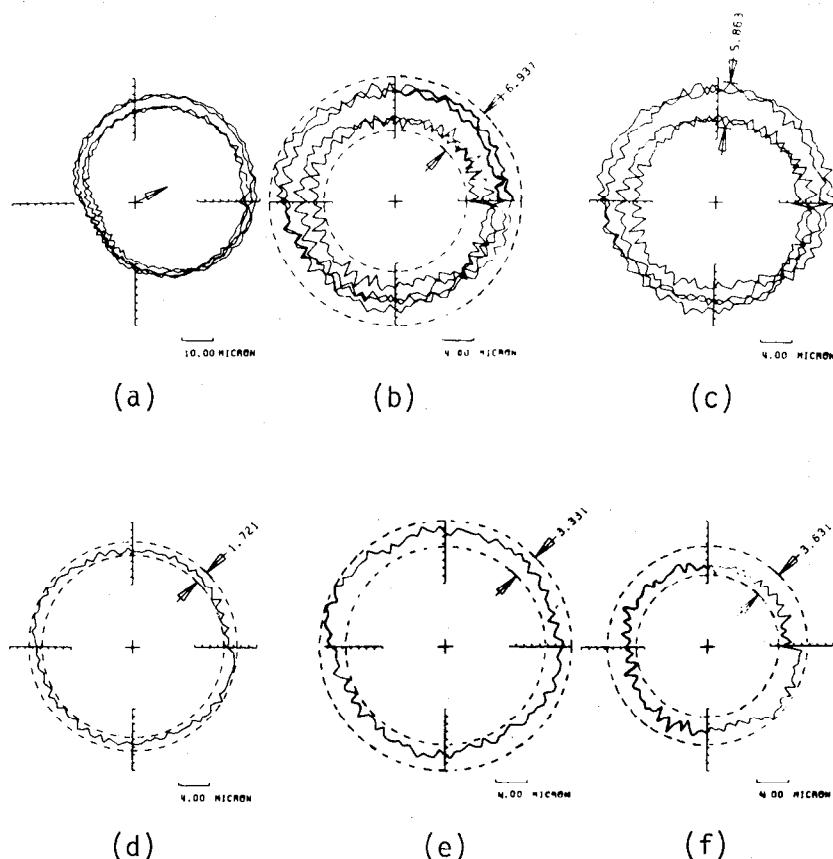 6.937
5.863
10.00 MICRON
4.00 MICRON
4.00 MICRON
(a)
(b)
(c)
1.721
3.331
3.631
4.00 MICRON
4.00 MICRON
4.00 MICRON
(d)
(e)
(f)